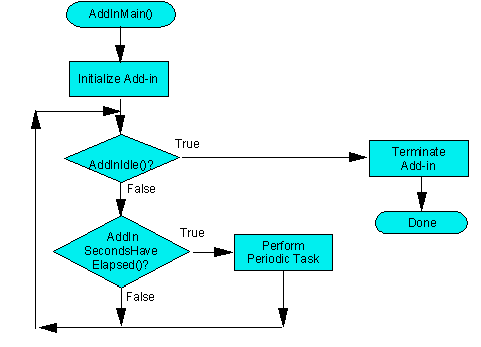 AddInMain()
Initialize Add-in
True
AddInIdle()?
Terminate
Add-in
False
Done
AddIn
SecondsHave
Elapsed()?
True
Perform
Periodic Task
False